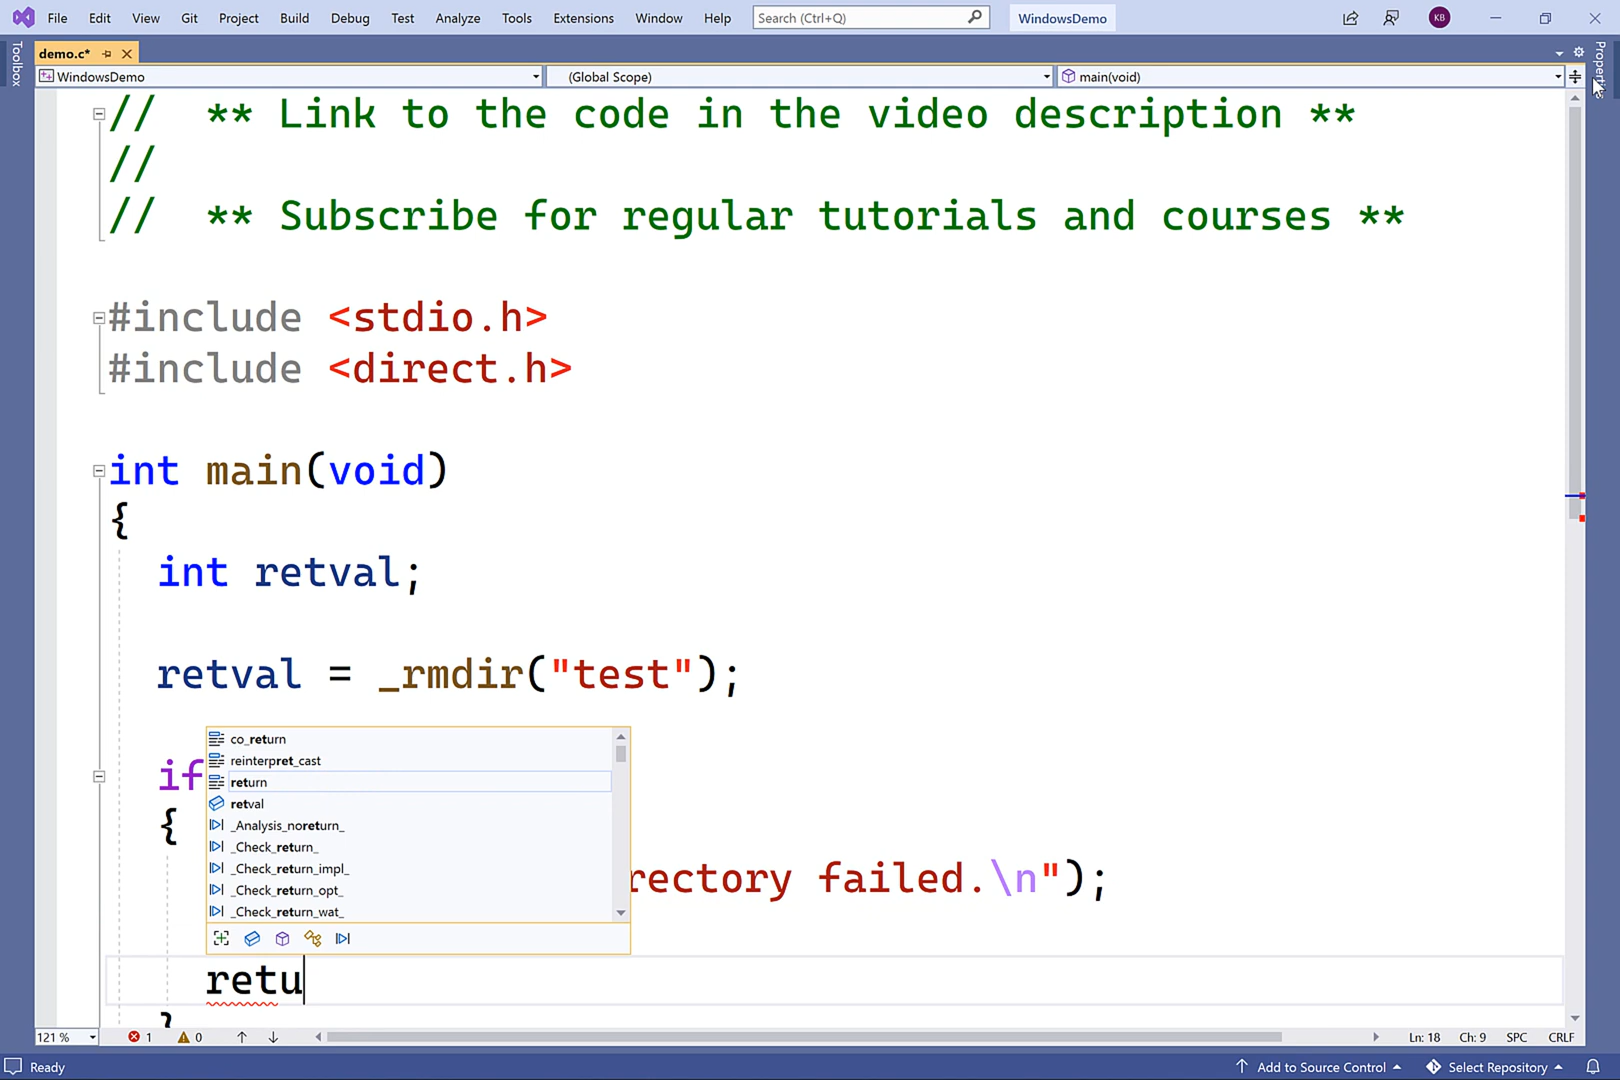 File Edit View Git Project Build Debug Test Analyze Tools Extensions Window Help Search (Ctrl+Q) WindowsDemo KB
Toolbox
demo.c*
WindowsDemo (Global Scope) main(void)
// ** Link to the code in the video description **
//
// ** Subscribe for regular tutorials and courses **
#include <stdio.h>
#include <direct.h>
int main(void)
{
int retval;
retval = _rmdir("test");
if
{
rectory failed.\n");
retu
}
co_return
reinterpret_cast
return
retval
_Analysis_noreturn_
_Check_return_
_Check_return_impl_
_Check_return_opt_
_Check_return_wat_
121 % 1 0 Ln: 18 Ch: 9 SPC CRLF
Ready Add to Source Control Select Repository